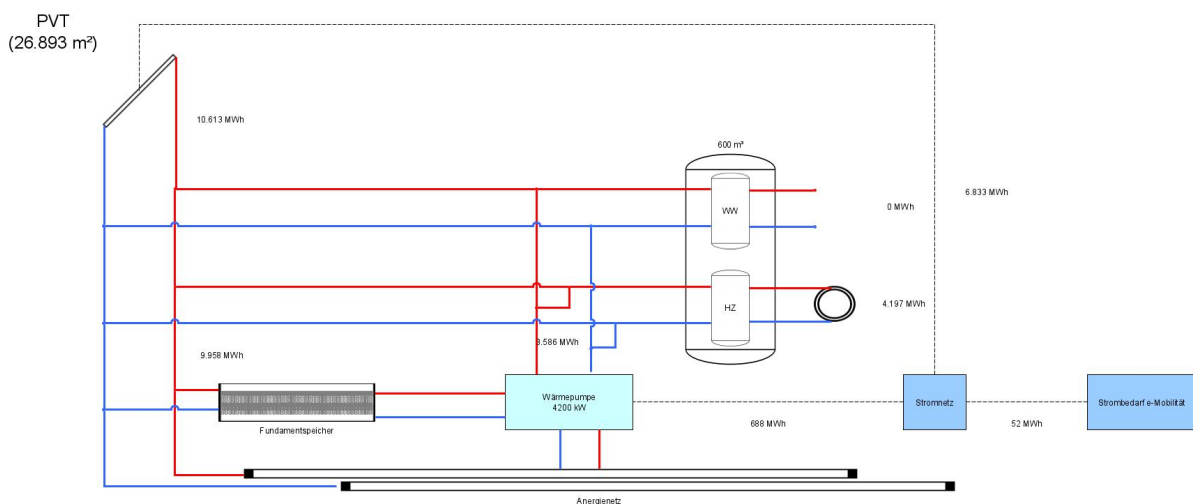 PVT
(26.893 m²)
10.613 MWh
600 m³
WW
0 MWh
6.833 MWh
HZ
4.197 MWh
3.586 MWh
9.958 MWh
Wärmepumpe
4200 kW
Stromnetz
Strombedarf e-Mobilität
688 MWh
52 MWh
Fundamentspeicher
Anergienetz